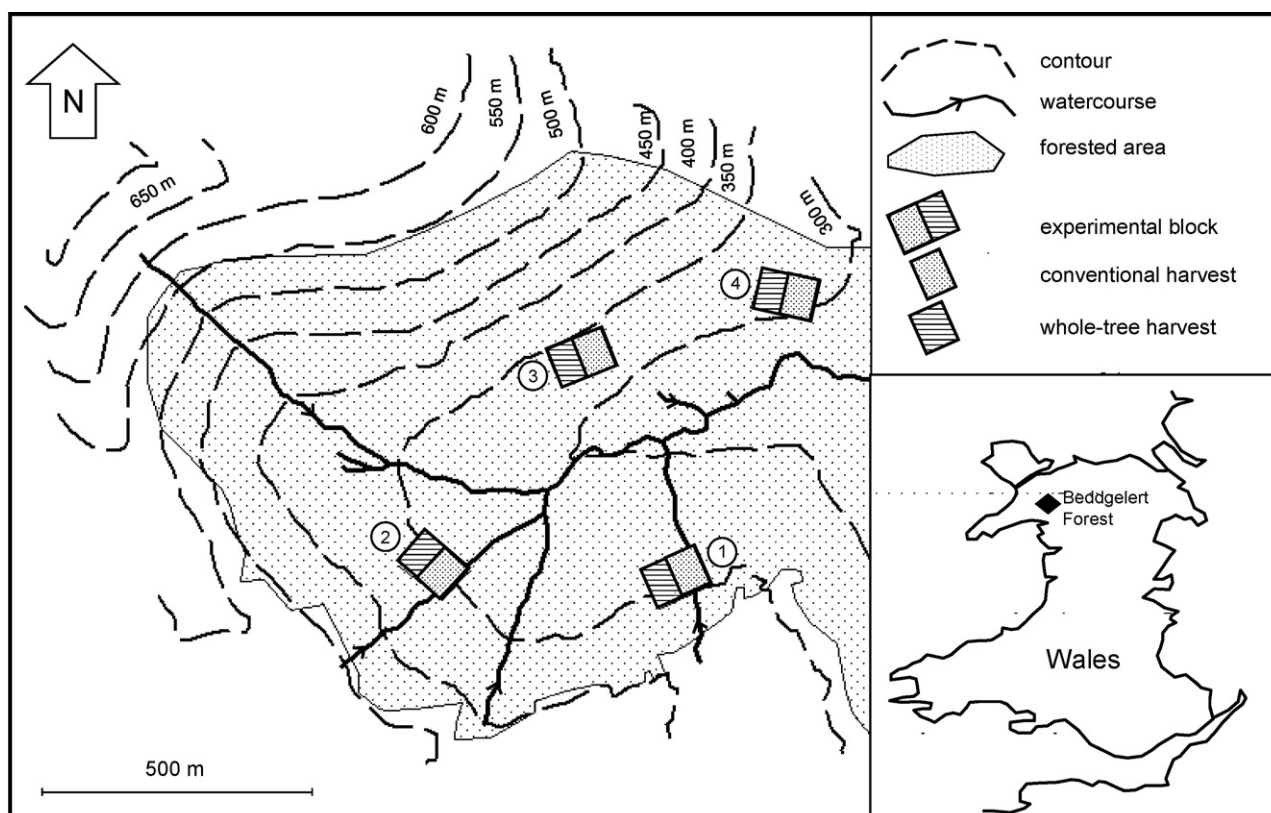 N
650 m
600 m
550 m
500 m
450 m
400 m
350 m
300 m
4
3
2
1
500 m
contour
watercourse
forested area
experimental block
conventional harvest
whole-tree harvest
Beddgelert
Forest
Wales